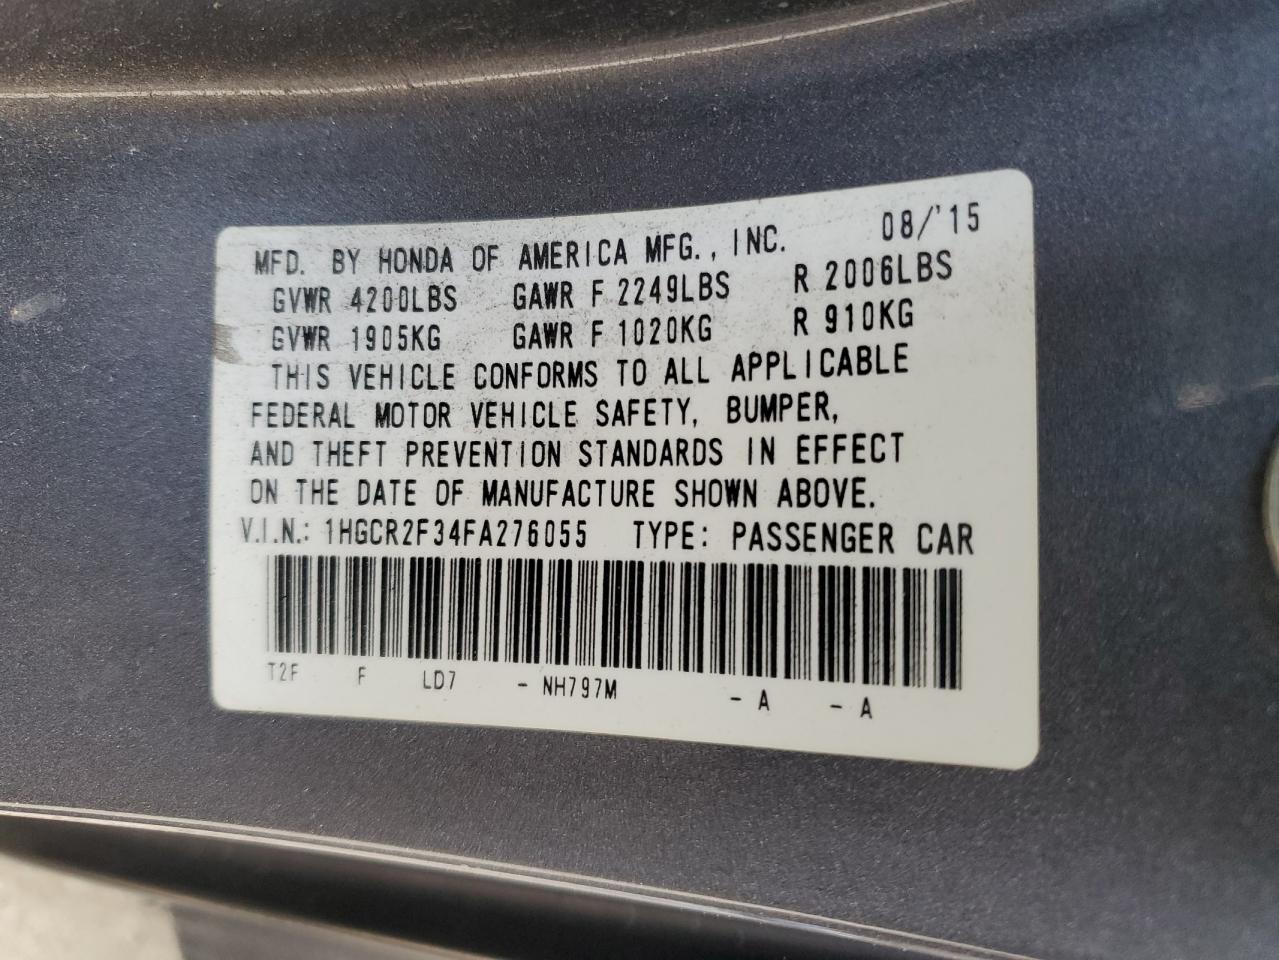 MFD. BY HONDA OF AMERICA MFG., INC. 08/'15
GVWR 4200LBS GAWR F 2249LBS R 2006LBS
GVWR 1905KG GAWR F 1020KG R 910KG
THIS VEHICLE CONFORMS TO ALL APPLICABLE
FEDERAL MOTOR VEHICLE SAFETY, BUMPER,
AND THEFT PREVENTION STANDARDS IN EFFECT
ON THE DATE OF MANUFACTURE SHOWN ABOVE.
V.I.N.: 1HGCR2F34FA276055 TYPE: PASSENGER CAR
T2F F LD7 - NH797M - A - A